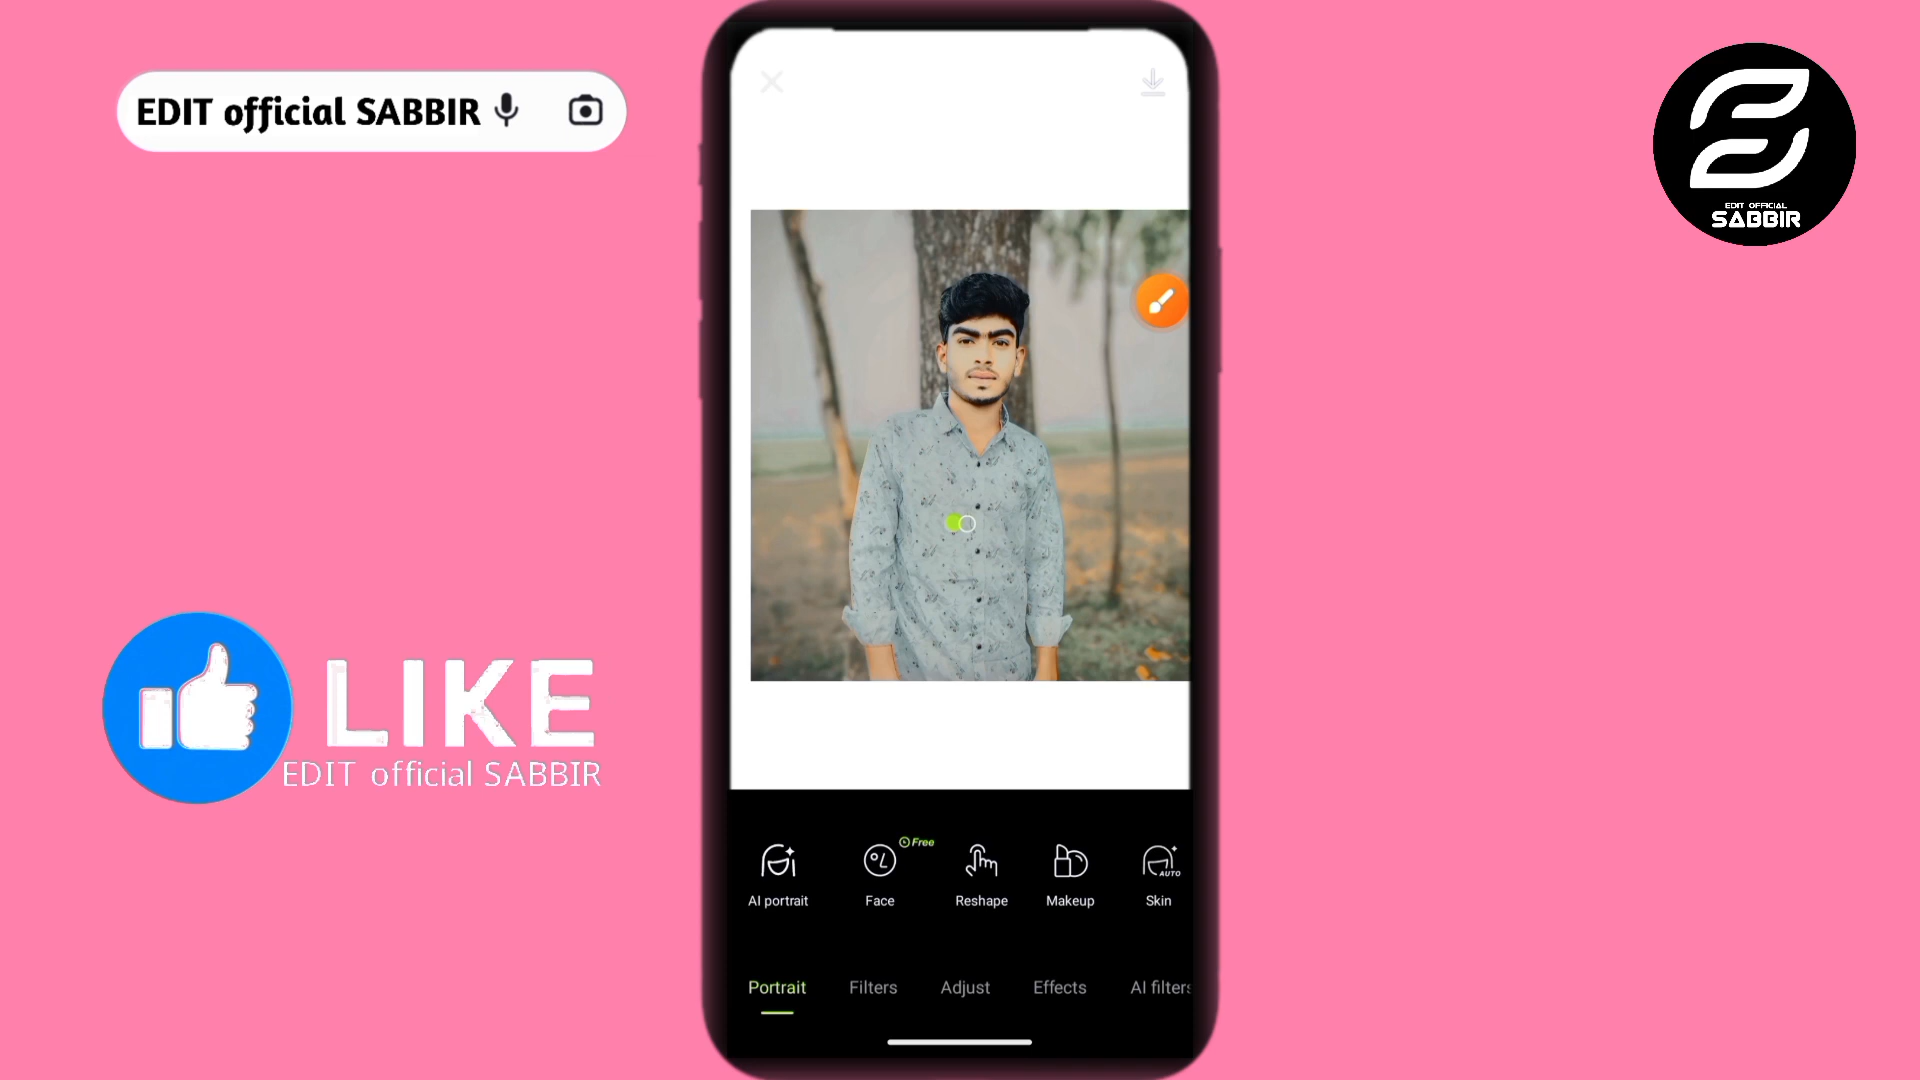 EDIT official SABBIR
EDIT OFFICIAL
SABBIR
LIKE
EDIT official SABBIR
Free
AUTO
AI portrait
Face
Reshape
Makeup
Skin
Portrait
Filters
Adjust
Effects
AI filters